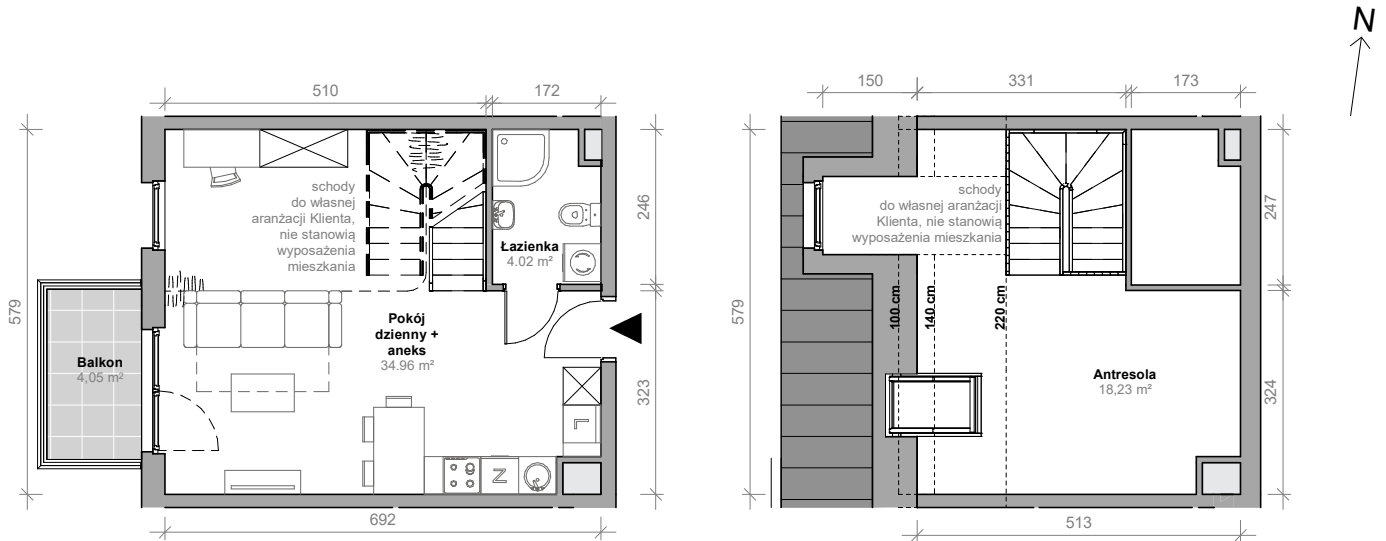 N
510
172
150
331
173
579
246
323
692
schody
do własnej
aranżacji Klienta,
nie stanowią
wyposażenia
mieszkania
Łazienka
4.02 m²
Pokój
dzienny +
aneks
34.96 m²
Balkon
4,05 m²
L
Z
579
247
324
513
schody
do własnej aranżacji
Klienta, nie stanowią
wyposażenia mieszkania
100 cm
140 cm
220 cm
Antresola
18,23 m²